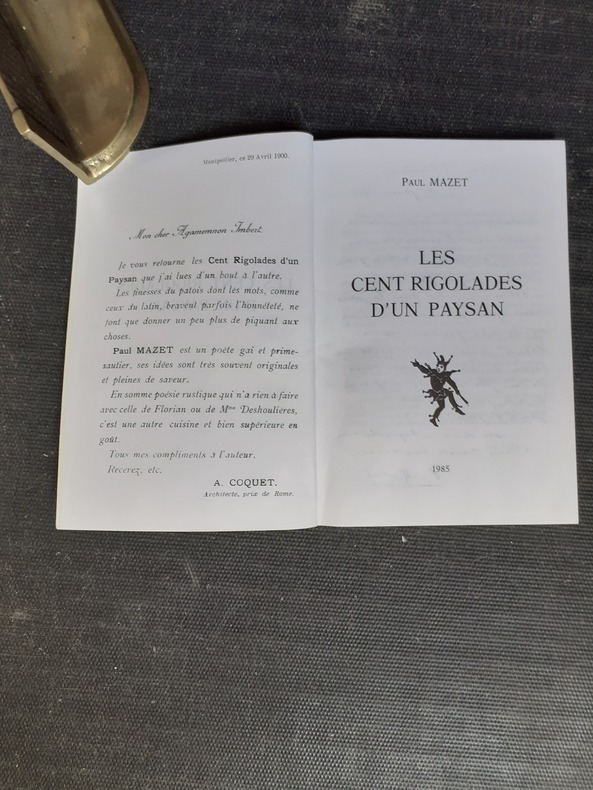 Montpellier, ce 29 Avril 1900.
Mon cher Agamemnon Imbert.
Je vous retourne les Cent Rigolades d'un
Paysan que j'ai lues d'un bout à l'autre.
Les finesses du patois dont les mots, comme
ceux du latin, bravent parfois l'honnêteté, ne
font que donner un peu plus de piquant aux
choses.
Paul MAZET est un poète gai et prime-
sautier, ses idées sont très souvent originales
et pleines de saveur.
En somme poésie rustique qui n'a rien à faire
avec celle de Florian ou de Mme Deshoulières,
c'est une autre cuisine et bien supérieure en
goût.
Tous mes compliments à l'auteur.
Recevez, etc.
A. COQUET.
Architecte, prix de Rome.
PAUL MAZET
LES
CENT RIGOLADES
D'UN PAYSAN
1985